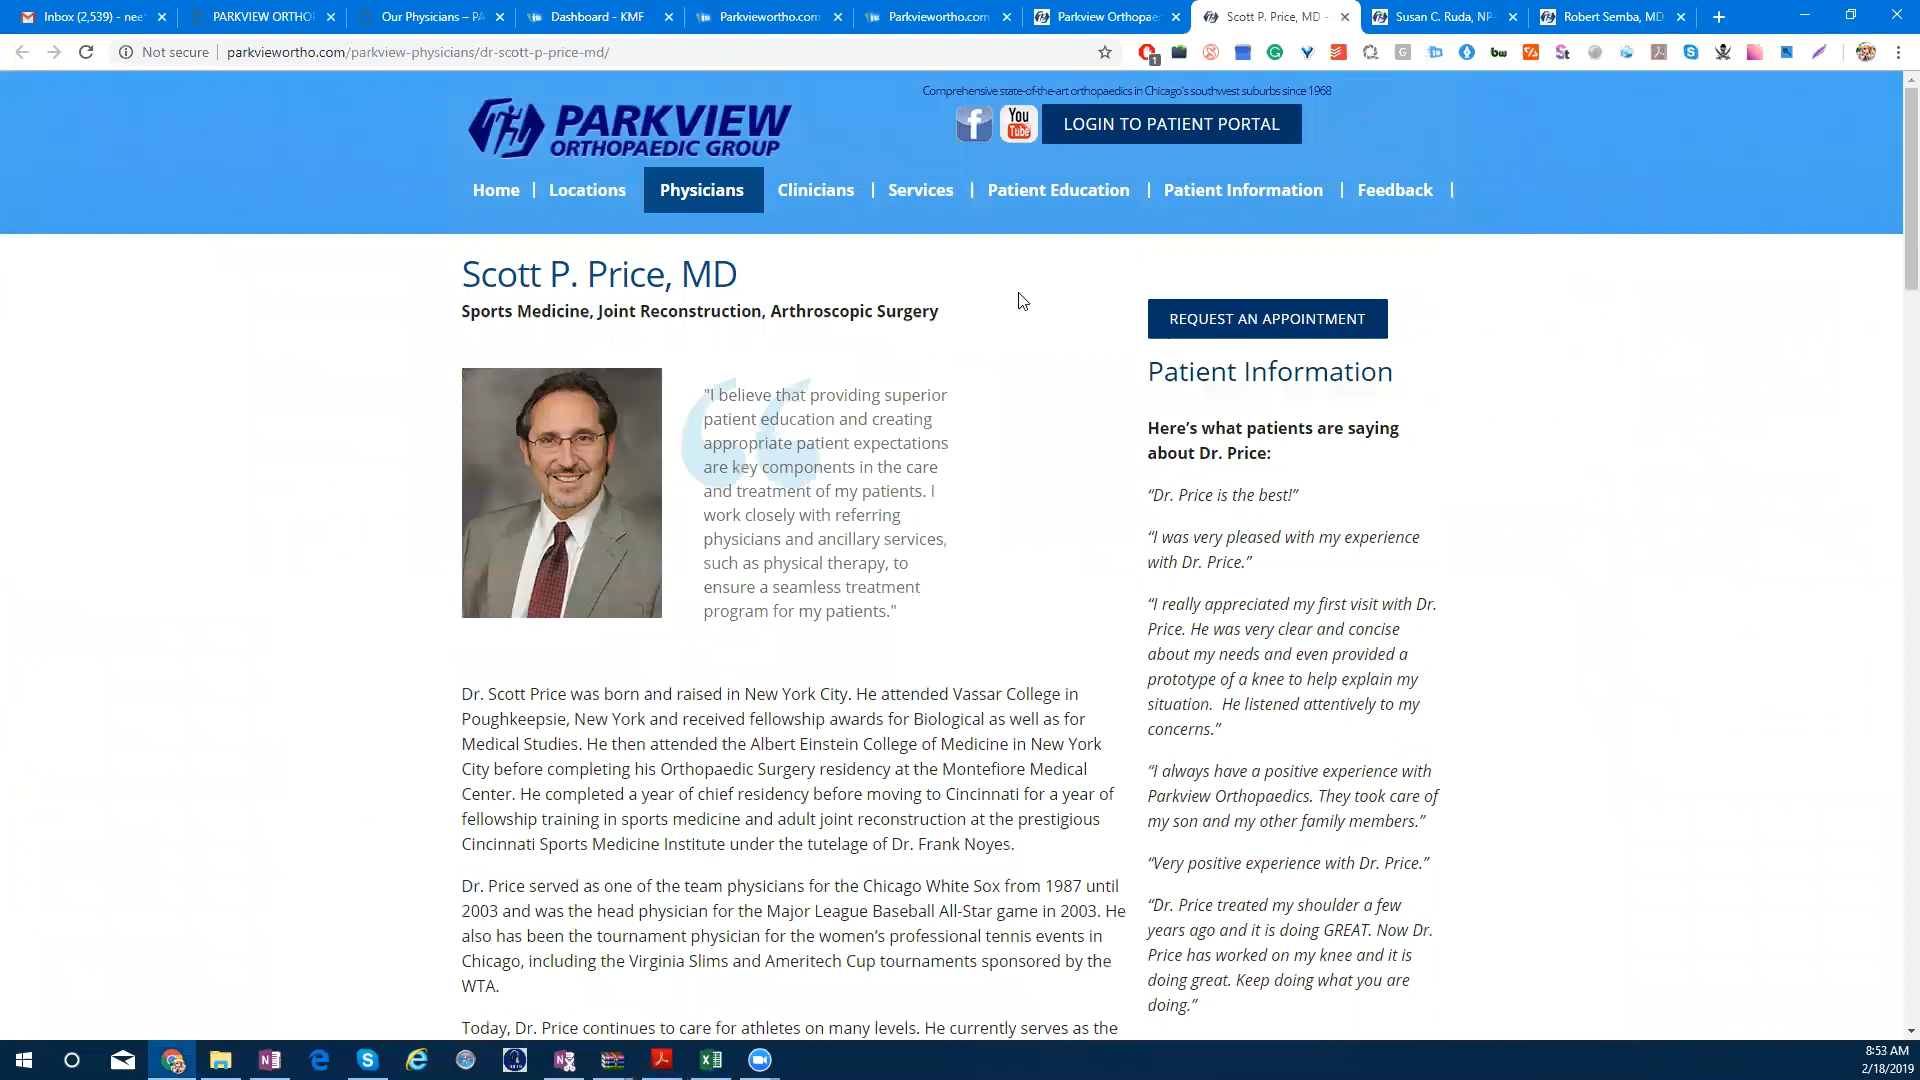 Inbox (2,539) - nee
PARKVIEW ORTHOP
Our Physicians – PA
Dashboard - KMF
Parkviewortho.com
Parkviewortho.com
Parkview Orthopae
Scott P. Price, MD -
Susan C. Ruda, NP-
Robert Semba, MD
Not secure
parkviewortho.com/parkview-physicians/dr-scott-p-price-md/
Comprehensive state-of-the-art orthopaedics in Chicago's southwest suburbs since 1968
PARKVIEW
ORTHOPAEDIC GROUP
You
Tube
LOGIN TO PATIENT PORTAL
Home | Locations Physicians Clinicians | Services | Patient Education | Patient Information | Feedback |
Scott P. Price, MD
Sports Medicine, Joint Reconstruction, Arthroscopic Surgery
"I believe that providing superior
patient education and creating
appropriate patient expectations
are key components in the care
and treatment of my patients. I
work closely with referring
physicians and ancillary services,
such as physical therapy, to
ensure a seamless treatment
program for my patients."
Dr. Scott Price was born and raised in New York City. He attended Vassar College in
Poughkeepsie, New York and received fellowship awards for Biological as well as for
Medical Studies. He then attended the Albert Einstein College of Medicine in New York
City before completing his Orthopaedic Surgery residency at the Montefiore Medical
Center. He completed a year of chief residency before moving to Cincinnati for a year of
fellowship training in sports medicine and adult joint reconstruction at the prestigious
Cincinnati Sports Medicine Institute under the tutelage of Dr. Frank Noyes.
Dr. Price served as one of the team physicians for the Chicago White Sox from 1987 until
2003 and was the head physician for the Major League Baseball All-Star game in 2003. He
also has been the tournament physician for the women's professional tennis events in
Chicago, including the Virginia Slims and Ameritech Cup tournaments sponsored by the
WTA.
Today, Dr. Price continues to care for athletes on many levels. He currently serves as the
REQUEST AN APPOINTMENT
Patient Information
Here's what patients are saying
about Dr. Price:
“Dr. Price is the best!”
“I was very pleased with my experience
with Dr. Price.”
“I really appreciated my first visit with Dr.
Price. He was very clear and concise
about my needs and even provided a
prototype of a knee to help explain my
situation.  He listened attentively to my
concerns.”
“I always have a positive experience with
Parkview Orthopaedics. They took care of
my son and my other family members.”
“Very positive experience with Dr. Price.”
“Dr. Price treated my shoulder a few
years ago and it is doing GREAT. Now Dr.
Price has worked on my knee and it is
doing great. Keep doing what you are
doing.”
8:53 AM
2/18/2019